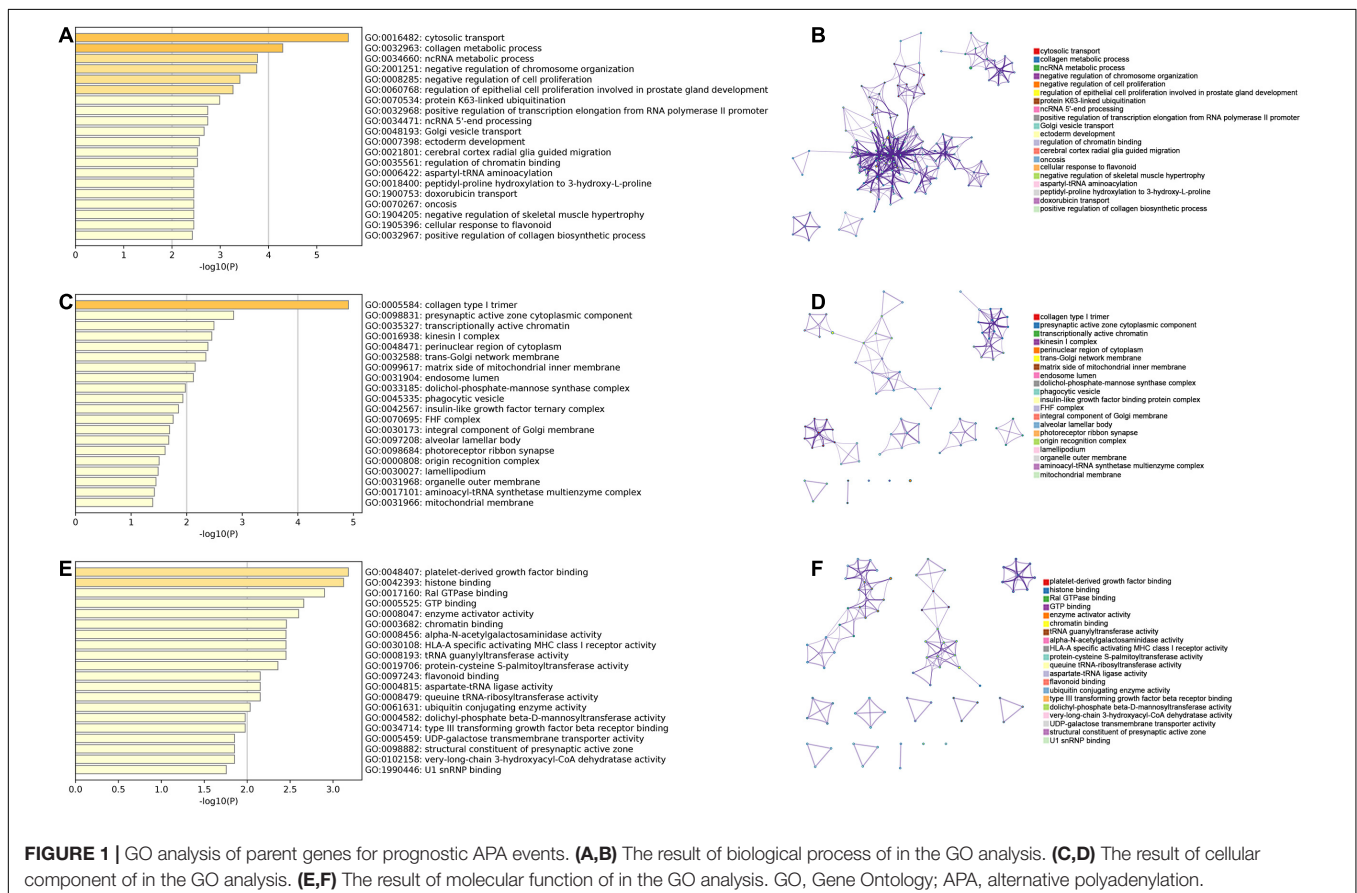 A
GO:0016482: cytosolic transport
GO:0032963: collagen metabolic process
GO:0034660: ncRNA metabolic process
GO:2001251: negative regulation of chromosome organization
GO:0008285: negative regulation of cell proliferation
GO:0060768: regulation of epithelial cell proliferation involved in prostate gland development
GO:0070534: protein K63-linked ubiquitination
GO:0032968: positive regulation of transcription elongation from RNA polymerase II promoter
GO:0034471: ncRNA 5'-end processing
GO:0048193: Golgi vesicle transport
GO:0007398: ectoderm development
GO:0021801: cerebral cortex radial glia guided migration
GO:0035561: regulation of chromatin binding
GO:0006422: aspartyl-tRNA aminoacylation
GO:0018400: peptidyl-proline hydroxylation to 3-hydroxy-L-proline
GO:1900753: doxorubicin transport
GO:0070267: oncosis
GO:1904205: negative regulation of skeletal muscle hypertrophy
GO:1905396: cellular response to flavonoid
GO:0032967: positive regulation of collagen biosynthetic process
0 1 2 3 4 5
-log10(P)
B
cytosolic transport
collagen metabolic process
ncRNA metabolic process
negative regulation of chromosome organization
negative regulation of cell proliferation
regulation of epithelial cell proliferation involved in prostate gland development
protein K63-linked ubiquitination
ncRNA 5'-end processing
positive regulation of transcription elongation from RNA polymerase II promoter
Golgi vesicle transport
ectoderm development
regulation of chromatin binding
cerebral cortex radial glia guided migration
oncosis
cellular response to flavonoid
negative regulation of skeletal muscle hypertrophy
aspartyl-tRNA aminoacylation
peptidyl-proline hydroxylation to 3-hydroxy-L-proline
doxorubicin transport
positive regulation of collagen biosynthetic process
C
GO:0005584: collagen type I trimer
GO:0098831: presynaptic active zone cytoplasmic component
GO:0035327: transcriptionally active chromatin
GO:0016938: kinesin I complex
GO:0048471: perinuclear region of cytoplasm
GO:0032588: trans-Golgi network membrane
GO:0099617: matrix side of mitochondrial inner membrane
GO:0031904: endosome lumen
GO:0033185: dolichol-phosphate-mannose synthase complex
GO:0045335: phagocytic vesicle
GO:0042567: insulin-like growth factor ternary complex
GO:0070695: FHF complex
GO:0030173: integral component of Golgi membrane
GO:0097208: alveolar lamellar body
GO:0098684: photoreceptor ribbon synapse
GO:0000808: origin recognition complex
GO:0030027: lamellipodium
GO:0031968: organelle outer membrane
GO:0017101: aminoacyl-tRNA synthetase multienzyme complex
GO:0031966: mitochondrial membrane
0 1 2 3 4 5
-log10(P)
D
collagen type I trimer
presynaptic active zone cytoplasmic component
transcriptionally active chromatin
kinesin I complex
perinuclear region of cytoplasm
trans-Golgi network membrane
matrix side of mitochondrial inner membrane
endosome lumen
dolichol-phosphate-mannose synthase complex
phagocytic vesicle
insulin-like growth factor binding protein complex
FHF complex
integral component of Golgi membrane
alveolar lamellar body
photoreceptor ribbon synapse
origin recognition complex
lamellipodium
organelle outer membrane
aminoacyl-tRNA synthetase multienzyme complex
mitochondrial membrane
E
GO:0048407: platelet-derived growth factor binding
GO:0042393: histone binding
GO:0017160: Ral GTPase binding
GO:0005525: GTP binding
GO:0008047: enzyme activator activity
GO:0003682: chromatin binding
GO:0008456: alpha-N-acetylgalactosaminidase activity
GO:0030108: HLA-A specific activating MHC class I receptor activity
GO:0008193: tRNA guanylyltransferase activity
GO:0019706: protein-cysteine S-palmitoyltransferase activity
GO:0097243: flavonoid binding
GO:0004815: aspartate-tRNA ligase activity
GO:0008479: queuine tRNA-ribosyltransferase activity
GO:0061631: ubiquitin conjugating enzyme activity
GO:0004582: dolichyl-phosphate beta-D-mannosyltransferase activity
GO:0034714: type III transforming growth factor beta receptor binding
GO:0005459: UDP-galactose transmembrane transporter activity
GO:0098882: structural constituent of presynaptic active zone
GO:0102158: very-long-chain 3-hydroxyacyl-CoA dehydratase activity
GO:1990446: U1 snRNP binding
0.0 0.5 1.0 1.5 2.0 2.5 3.0
-log10(P)
F
platelet-derived growth factor binding
histone binding
Ral GTPase binding
GTP binding
enzyme activator activity
chromatin binding
tRNA guanylyltransferase activity
alpha-N-acetylgalactosaminidase activity
HLA-A specific activating MHC class I receptor activity
protein-cysteine S-palmitoyltransferase activity
queuine tRNA-ribosyltransferase activity
aspartate-tRNA ligase activity
flavonoid binding
ubiquitin conjugating enzyme activity
type III transforming growth factor beta receptor binding
dolichyl-phosphate beta-D-mannosyltransferase activity
very-long-chain 3-hydroxyacyl-CoA dehydratase activity
UDP-galactose transmembrane transporter activity
structural constituent of presynaptic active zone
U1 snRNP binding
FIGURE 1 | GO analysis of parent genes for prognostic APA events. (A,B) The result of biological process of in the GO analysis. (C,D) The result of cellular
component of in the GO analysis. (E,F) The result of molecular function of in the GO analysis. GO, Gene Ontology; APA, alternative polyadenylation.